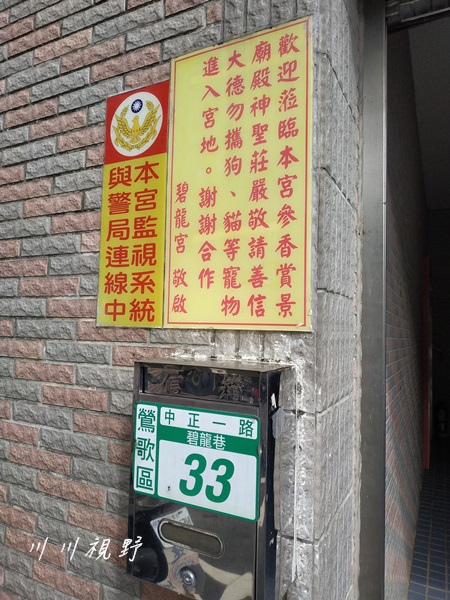 歡迎蒞臨本宮參香賞景
廟殿神聖莊嚴敬請善信
大德勿攜狗、貓等寵物
進入宮地。謝謝合作
碧龍宮 敬啟
本宮監視系統
與警局連線中
鶯歌區
中正一路
碧龍巷
33
川川視野